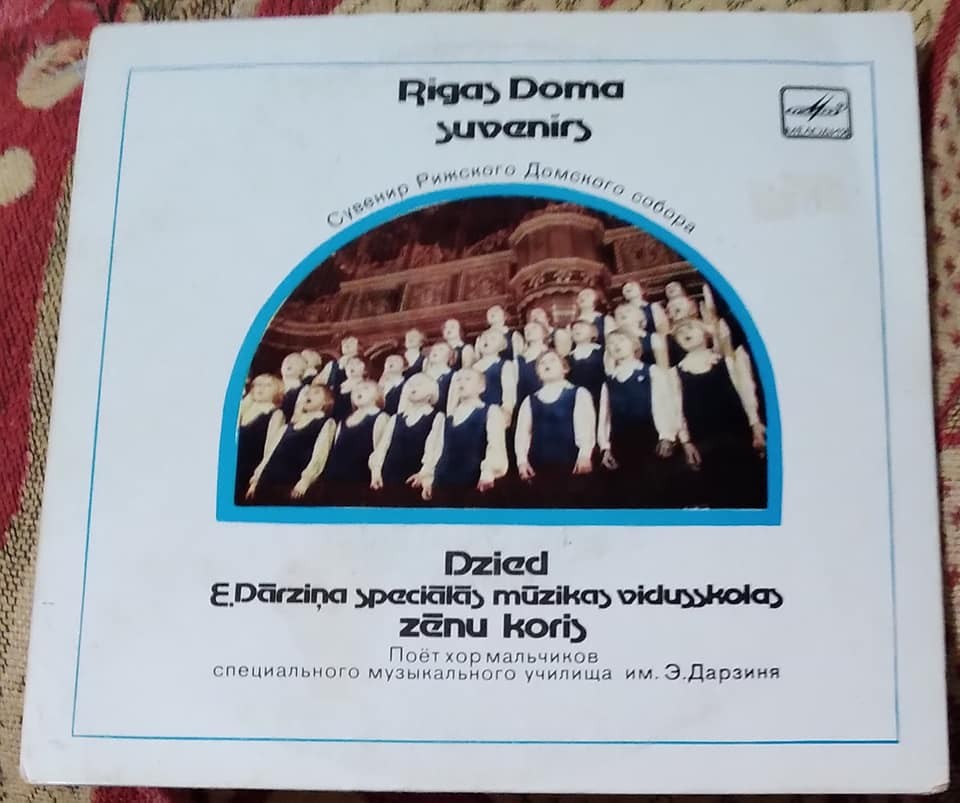 Rigas Doma
suvenirs
МЕЛОДИЯ
Сувенир Рижского Домского собора
Dzied
E.Dārziņa speciālās mūzikas vidusskolas
zēnu koris
Поёт хор мальчиков
специального музыкального училища им. Э.Дарзиня